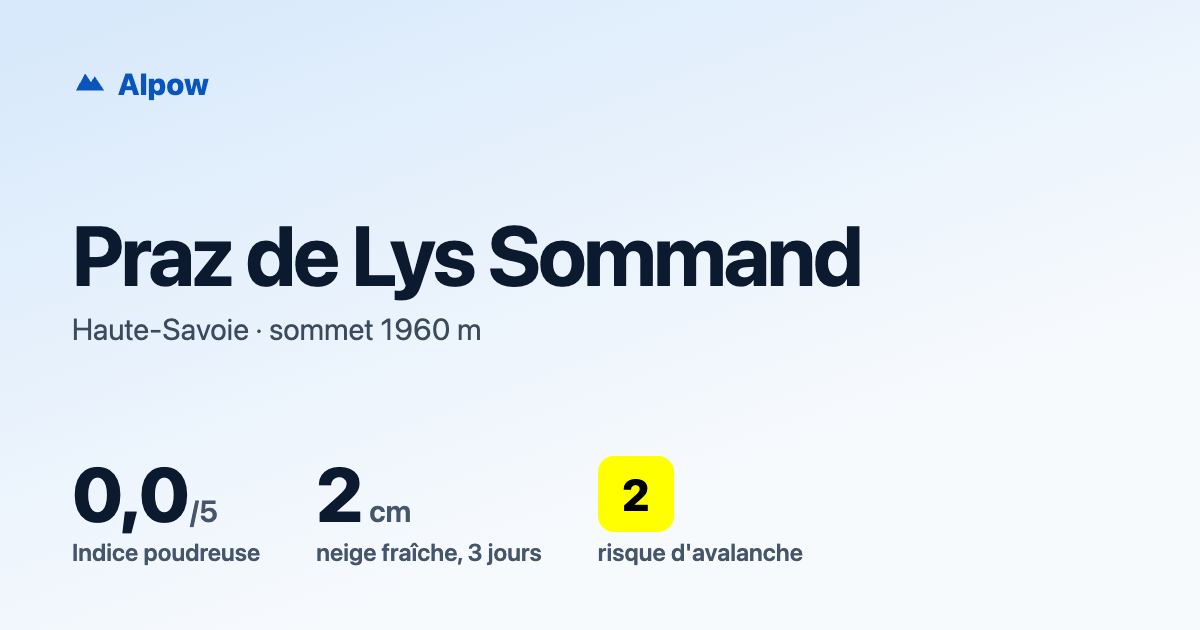 Alpow
Praz de Lys Sommand
Haute-Savoie · sommet 1960 m
0,0/5
Indice poudreuse
2 cm
neige fraîche, 3 jours
2
risque d'avalanche